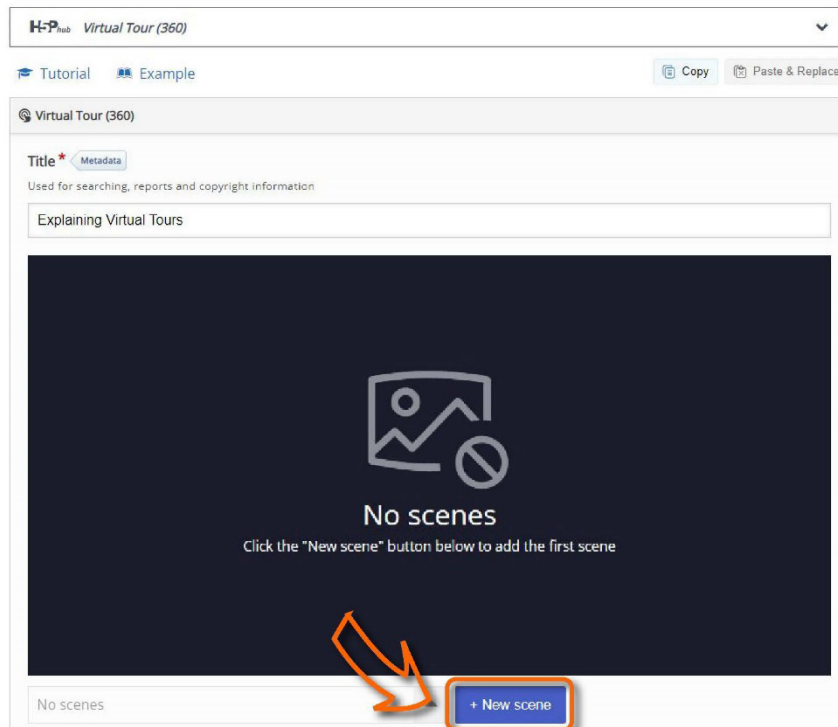 H5P hub Virtual Tour (360)
Tutorial Example Copy Paste & Replace
Virtual Tour (360)
Title * Metadata
Used for searching, reports and copyright information
Explaining Virtual Tours
No scenes
Click the "New scene" button below to add the first scene
No scenes + New scene